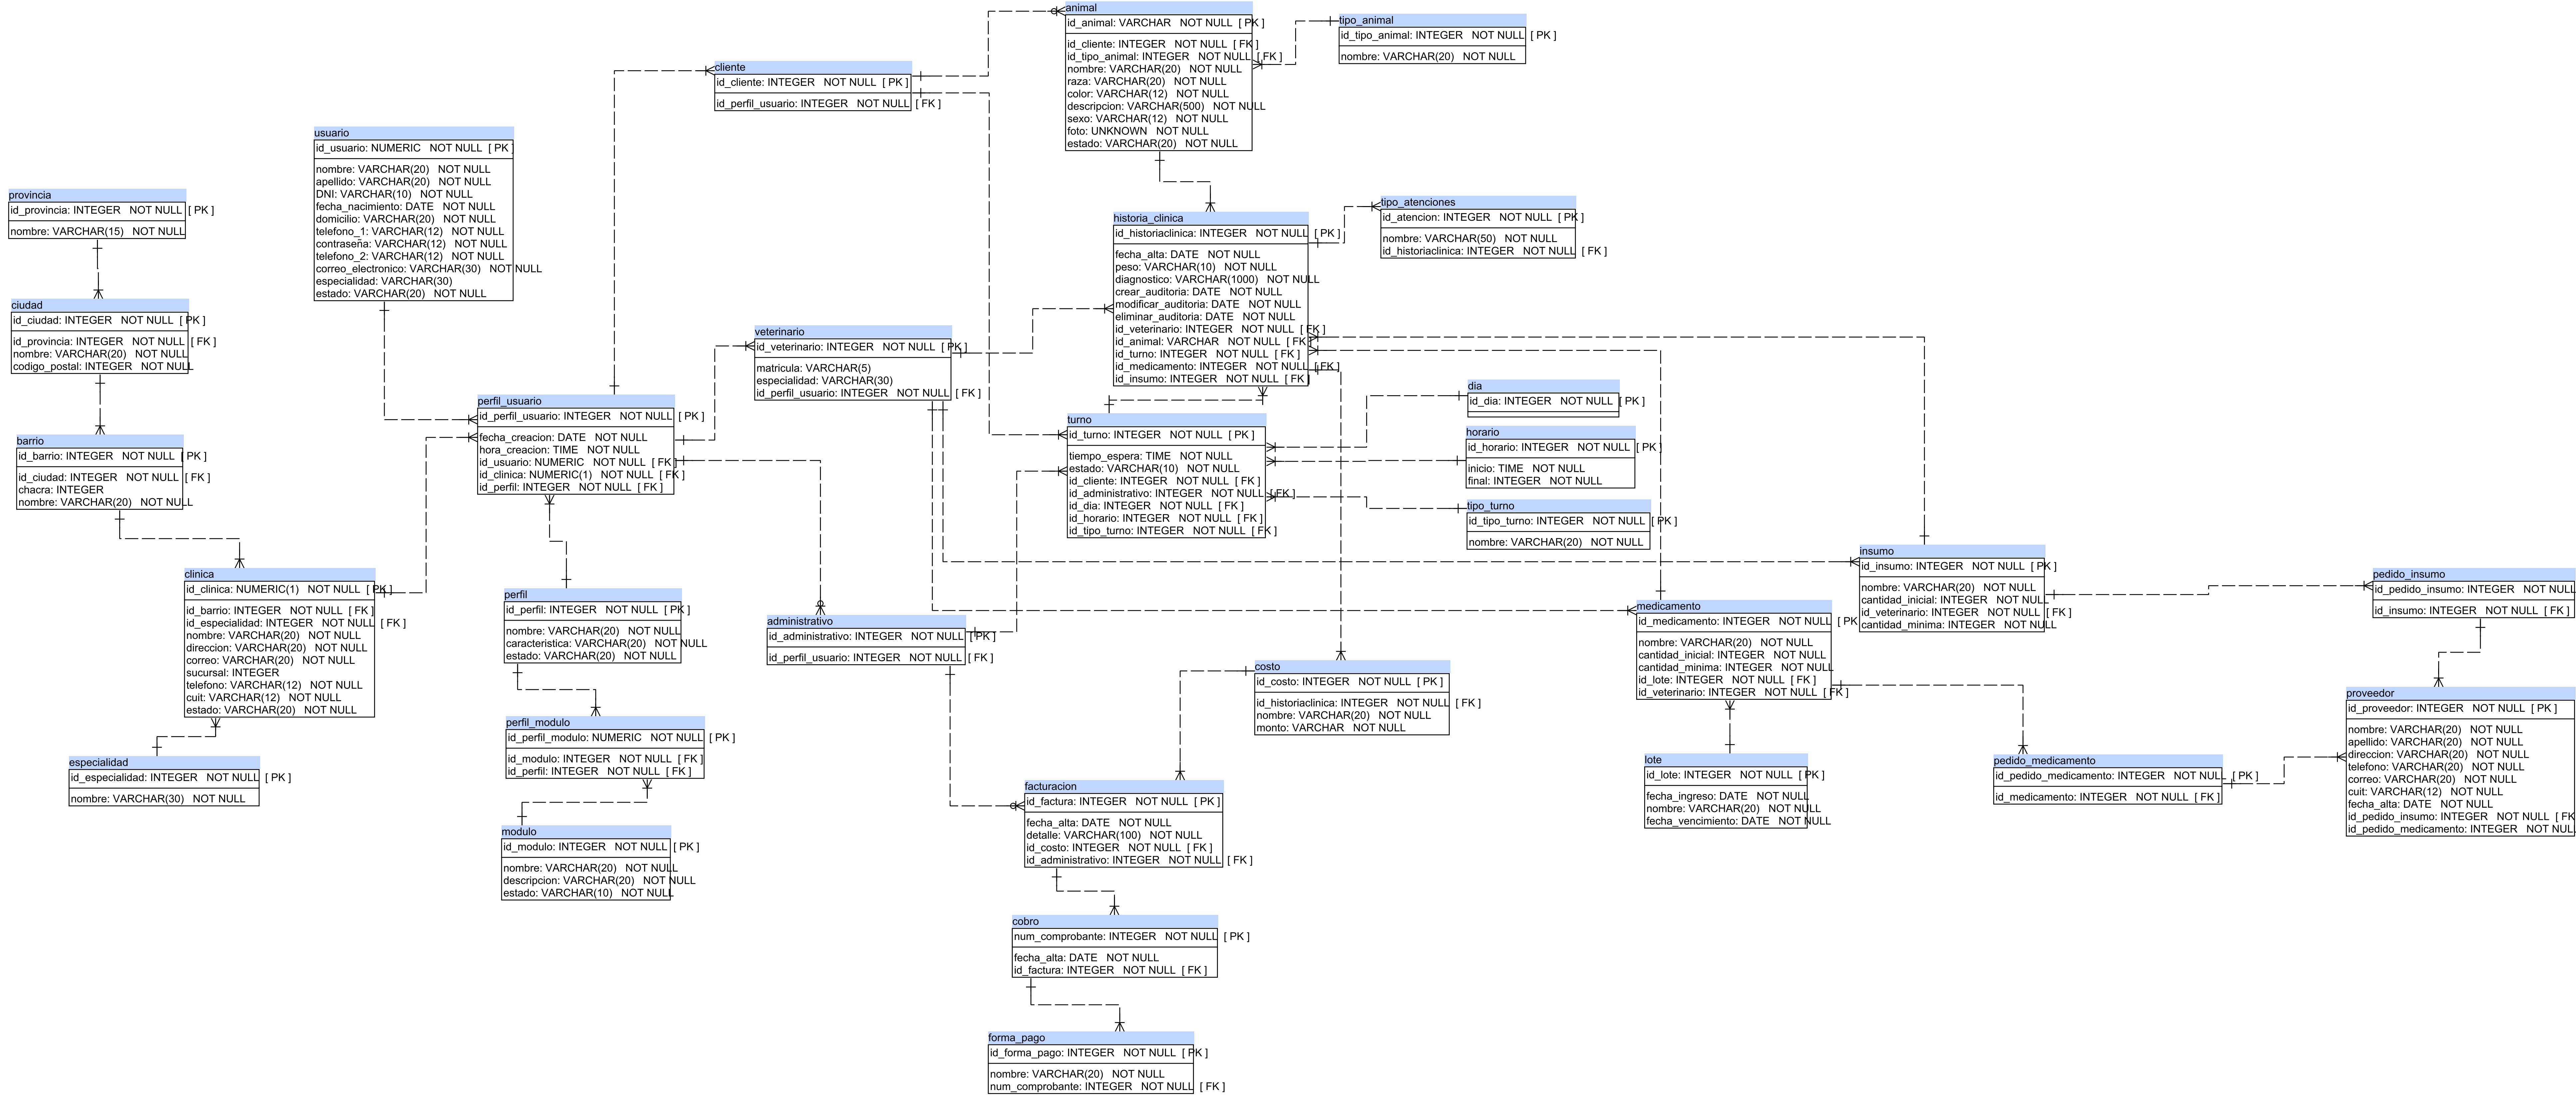 animal
id_animal: VARCHAR NOT NULL [ PK ]
id_cliente: INTEGER NOT NULL [ FK ]
id_tipo_animal: INTEGER NOT NULL [ FK ]
nombre: VARCHAR(20) NOT NULL
raza: VARCHAR(20) NOT NULL
color: VARCHAR(12) NOT NULL
descripcion: VARCHAR(500) NOT NULL
sexo: VARCHAR(12) NOT NULL
foto: UNKNOWN NOT NULL
estado: VARCHAR(20) NOT NULL
tipo_animal
id_tipo_animal: INTEGER NOT NULL [ PK ]
nombre: VARCHAR(20) NOT NULL
cliente
id_cliente: INTEGER NOT NULL [ PK ]
id_perfil_usuario: INTEGER NOT NULL [ FK ]
usuario
id_usuario: NUMERIC NOT NULL [ PK ]
nombre: VARCHAR(20) NOT NULL
apellido: VARCHAR(20) NOT NULL
DNI: VARCHAR(10) NOT NULL
fecha_nacimiento: DATE NOT NULL
domicilio: VARCHAR(20) NOT NULL
telefono_1: VARCHAR(12) NOT NULL
contraseña: VARCHAR(12) NOT NULL
telefono_2: VARCHAR(12) NOT NULL
correo_electronico: VARCHAR(30) NOT NULL
especialidad: VARCHAR(30)
estado: VARCHAR(20) NOT NULL
provincia
id_provincia: INTEGER NOT NULL [ PK ]
nombre: VARCHAR(15) NOT NULL
tipo_atenciones
id_atencion: INTEGER NOT NULL [ PK ]
nombre: VARCHAR(50) NOT NULL
id_historiaclinica: INTEGER NOT NULL [ FK ]
historia_clinica
id_historiaclinica: INTEGER NOT NULL [ PK ]
fecha_alta: DATE NOT NULL
peso: VARCHAR(10) NOT NULL
diagnostico: VARCHAR(1000) NOT NULL
crear_auditoria: DATE NOT NULL
modificar_auditoria: DATE NOT NULL
eliminar_auditoria: DATE NOT NULL
id_veterinario: INTEGER NOT NULL [ FK ]
id_animal: VARCHAR NOT NULL [ FK ]
id_turno: INTEGER NOT NULL [ FK ]
id_medicamento: INTEGER NOT NULL [ FK ]
id_insumo: INTEGER NOT NULL [ FK ]
ciudad
id_ciudad: INTEGER NOT NULL [ PK ]
id_provincia: INTEGER NOT NULL [ FK ]
nombre: VARCHAR(20) NOT NULL
codigo_postal: INTEGER NOT NULL
veterinario
id_veterinario: INTEGER NOT NULL [ PK ]
matricula: VARCHAR(5)
especialidad: VARCHAR(30)
id_perfil_usuario: INTEGER NOT NULL [ FK ]
dia
id_dia: INTEGER NOT NULL [ PK ]
perfil_usuario
id_perfil_usuario: INTEGER NOT NULL [ PK ]
fecha_creacion: DATE NOT NULL
hora_creacion: TIME NOT NULL
id_usuario: NUMERIC NOT NULL [ FK ]
id_clinica: NUMERIC(1) NOT NULL [ FK ]
id_perfil: INTEGER NOT NULL [ FK ]
turno
id_turno: INTEGER NOT NULL [ PK ]
tiempo_espera: TIME NOT NULL
estado: VARCHAR(10) NOT NULL
id_cliente: INTEGER NOT NULL [ FK ]
id_administrativo: INTEGER NOT NULL [ FK ]
id_dia: INTEGER NOT NULL [ FK ]
id_horario: INTEGER NOT NULL [ FK ]
id_tipo_turno: INTEGER NOT NULL [ FK ]
horario
id_horario: INTEGER NOT NULL [ PK ]
inicio: TIME NOT NULL
final: INTEGER NOT NULL
barrio
id_barrio: INTEGER NOT NULL [ PK ]
id_ciudad: INTEGER NOT NULL [ FK ]
chacra: INTEGER
nombre: VARCHAR(20) NOT NULL
tipo_turno
id_tipo_turno: INTEGER NOT NULL [ PK ]
nombre: VARCHAR(20) NOT NULL
insumo
id_insumo: INTEGER NOT NULL [ PK ]
nombre: VARCHAR(20) NOT NULL
cantidad_inicial: INTEGER NOT NULL
id_veterinario: INTEGER NOT NULL [ FK ]
cantidad_minima: INTEGER NOT NULL
clinica
id_clinica: NUMERIC(1) NOT NULL [ PK ]
id_barrio: INTEGER NOT NULL [ FK ]
id_especialidad: INTEGER NOT NULL [ FK ]
nombre: VARCHAR(20) NOT NULL
direccion: VARCHAR(20) NOT NULL
correo: VARCHAR(20) NOT NULL
sucursal: INTEGER
telefono: VARCHAR(12) NOT NULL
cuit: VARCHAR(12) NOT NULL
estado: VARCHAR(20) NOT NULL
pedido_insumo
id_pedido_insumo: INTEGER NOT NULL
id_insumo: INTEGER NOT NULL [ FK ]
perfil
id_perfil: INTEGER NOT NULL [ PK ]
nombre: VARCHAR(20) NOT NULL
caracteristica: VARCHAR(20) NOT NULL
estado: VARCHAR(20) NOT NULL
administrativo
id_administrativo: INTEGER NOT NULL [ PK ]
id_perfil_usuario: INTEGER NOT NULL [ FK ]
medicamento
id_medicamento: INTEGER NOT NULL [ PK
nombre: VARCHAR(20) NOT NULL
cantidad_inicial: INTEGER NOT NULL
cantidad_minima: INTEGER NOT NULL
id_lote: INTEGER NOT NULL [ FK ]
id_veterinario: INTEGER NOT NULL [ FK ]
costo
id_costo: INTEGER NOT NULL [ PK ]
id_historiaclinica: INTEGER NOT NULL [ FK ]
nombre: VARCHAR(20) NOT NULL
monto: VARCHAR NOT NULL
proveedor
id_proveedor: INTEGER NOT NULL [ PK ]
nombre: VARCHAR(20) NOT NULL
apellido: VARCHAR(20) NOT NULL
direccion: VARCHAR(20) NOT NULL
telefono: VARCHAR(20) NOT NULL
correo: VARCHAR(20) NOT NULL
cuit: VARCHAR(12) NOT NULL
fecha_alta: DATE NOT NULL
id_pedido_insumo: INTEGER NOT NULL [ FK
id_pedido_medicamento: INTEGER NOT NUL
perfil_modulo
id_perfil_modulo: NUMERIC NOT NULL [ PK ]
id_modulo: INTEGER NOT NULL [ FK ]
id_perfil: INTEGER NOT NULL [ FK ]
especialidad
id_especialidad: INTEGER NOT NULL [ PK ]
nombre: VARCHAR(30) NOT NULL
lote
id_lote: INTEGER NOT NULL [ PK ]
fecha_ingreso: DATE NOT NULL
nombre: VARCHAR(20) NOT NULL
fecha_vencimiento: DATE NOT NULL
pedido_medicamento
id_pedido_medicamento: INTEGER NOT NULL [ PK ]
id_medicamento: INTEGER NOT NULL [ FK ]
facturacion
id_factura: INTEGER NOT NULL [ PK ]
fecha_alta: DATE NOT NULL
detalle: VARCHAR(100) NOT NULL
id_costo: INTEGER NOT NULL [ FK ]
id_administrativo: INTEGER NOT NULL [ FK ]
modulo
id_modulo: INTEGER NOT NULL [ PK ]
nombre: VARCHAR(20) NOT NULL
descripcion: VARCHAR(20) NOT NULL
estado: VARCHAR(10) NOT NULL
cobro
num_comprobante: INTEGER NOT NULL [ PK ]
fecha_alta: DATE NOT NULL
id_factura: INTEGER NOT NULL [ FK ]
forma_pago
id_forma_pago: INTEGER NOT NULL [ PK ]
nombre: VARCHAR(20) NOT NULL
num_comprobante: INTEGER NOT NULL [ FK ]